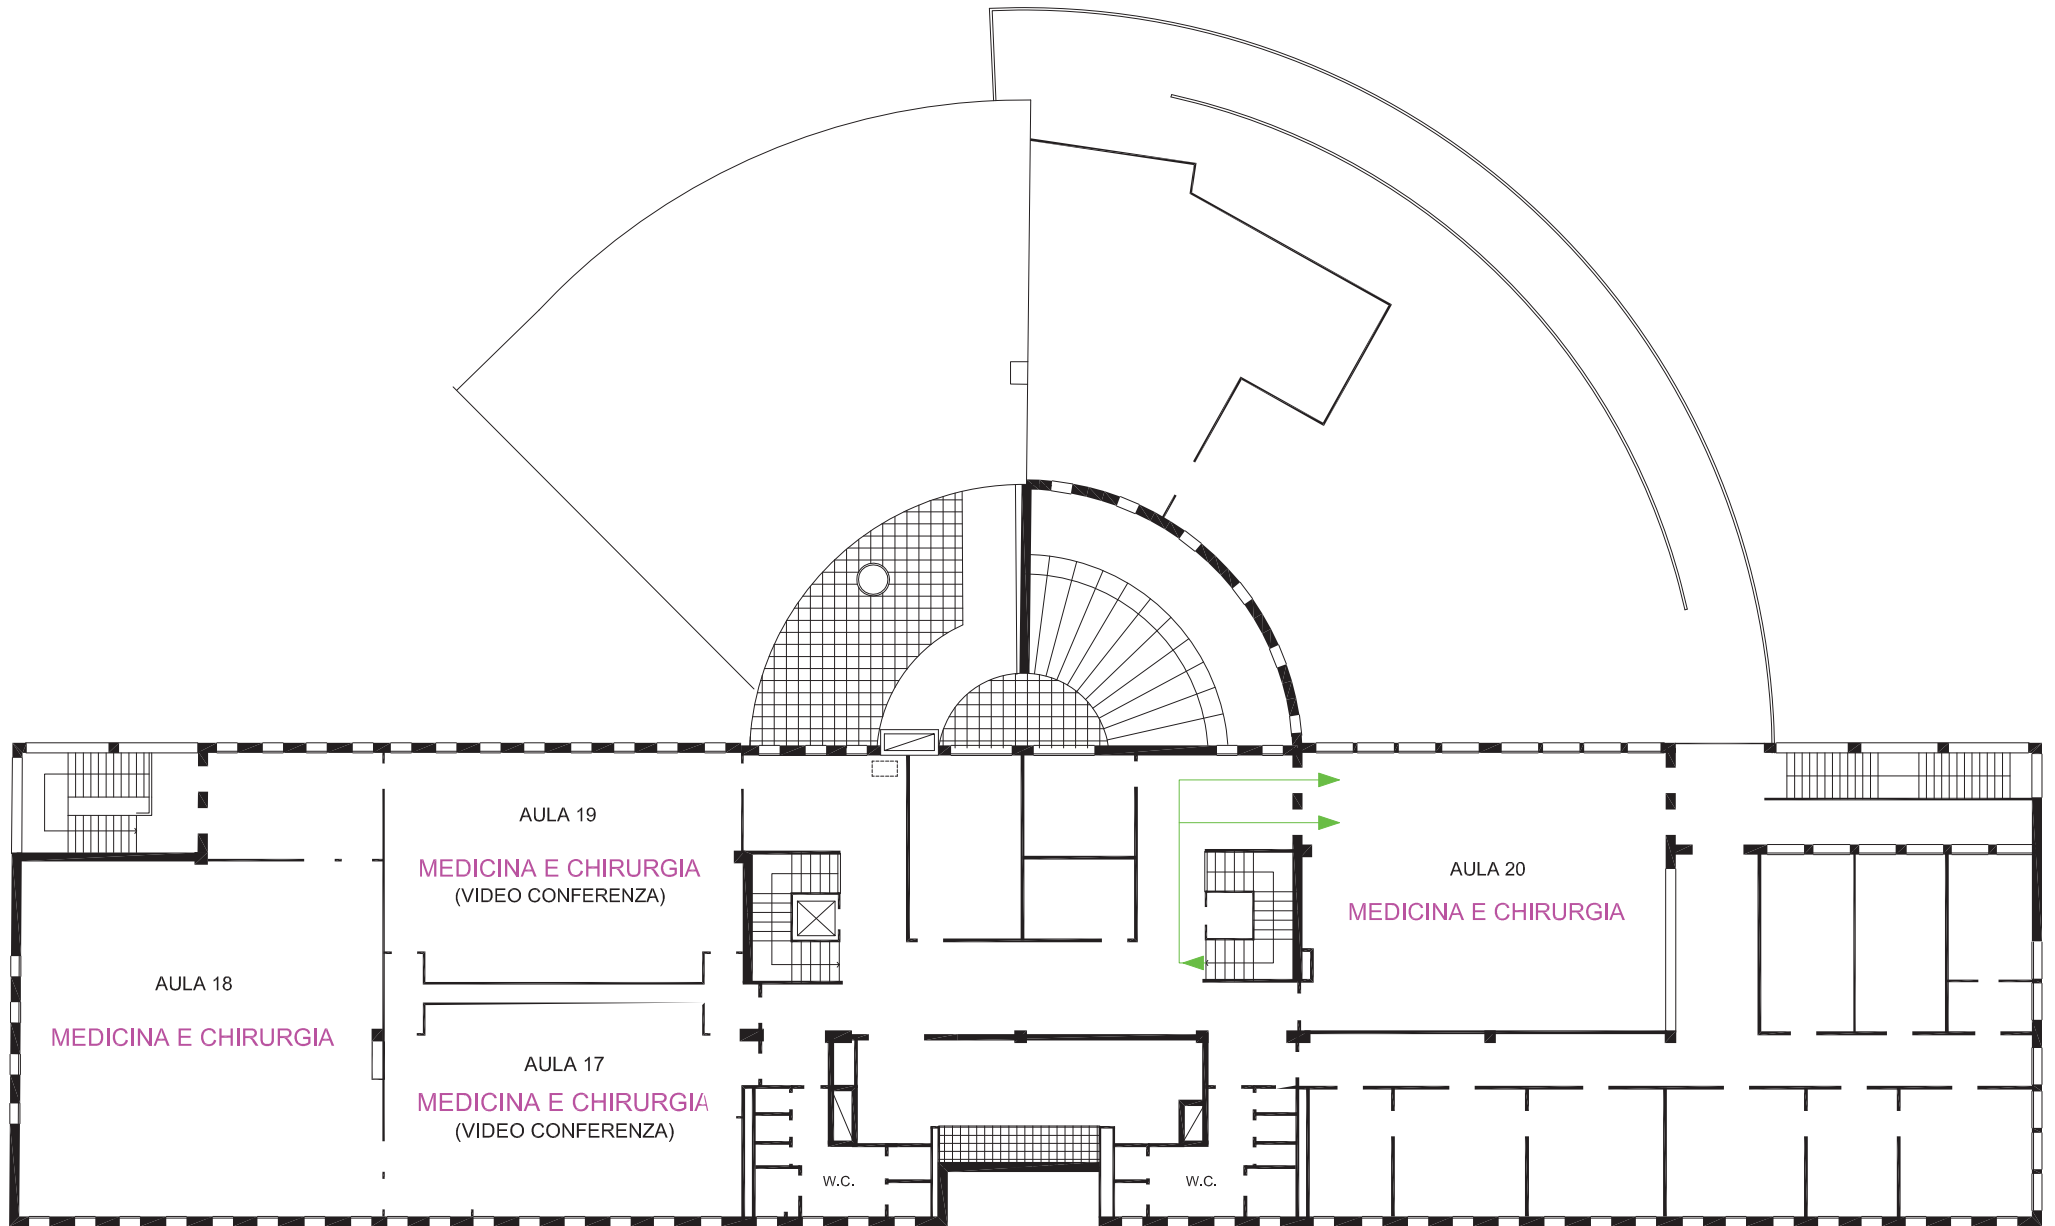 AULA 19
MEDICINA E CHIRURGIA
(VIDEO CONFERENZA)
AULA 20
MEDICINA E CHIRURGIA
AULA 18
MEDICINA E CHIRURGIA
AULA 17
MEDICINA E CHIRURGIA
(VIDEO CONFERENZA)
W.C.
W.C.